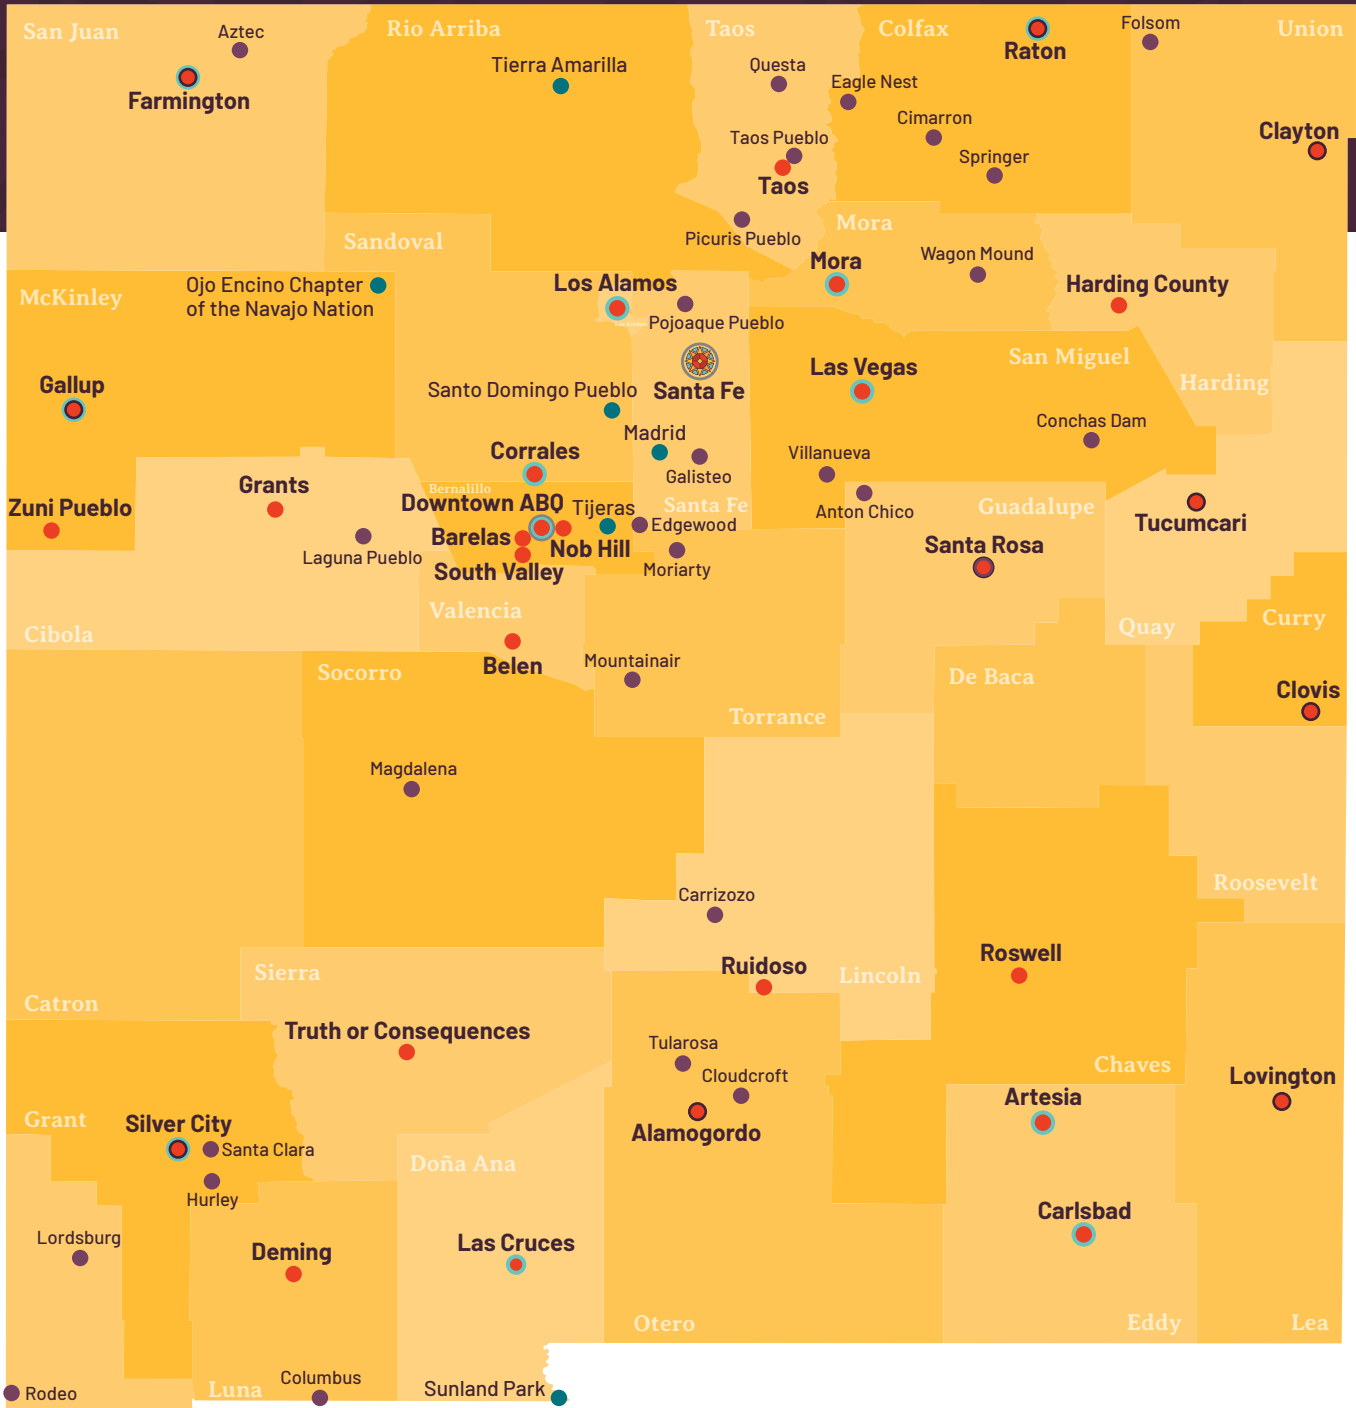 San Juan
Aztec
Farmington
Rio Arriba
Tierra Amarilla
Taos
Questa
Taos Pueblo
Taos
Picuris Pueblo
Colfax
Raton
Eagle Nest
Cimarron
Springer
Folsom
Union
Clayton
Sandoval
Mora
Mora
Wagon Mound
Harding County
McKinley
Ojo Encino Chapter
of the Navajo Nation
Los Alamos
Pojoaque Pueblo
Santa Fe
Las Vegas
San Miguel
Harding
Gallup
Santo Domingo Pueblo
Madrid
Galisteo
Conchas Dam
Villanueva
Anton Chico
Corrales
Zuni Pueblo
Grants
Laguna Pueblo
Bernalillo
Downtown ABQ
Tijeras
Santa Fe
Edgewood
Barelas
Nob Hill
South Valley
Moriarty
Guadalupe
Santa Rosa
Tucumcari
Cibola
Valencia
Belen
Quay
Curry
Clovis
Socorro
Mountainair
Torrance
De Baca
Magdalena
Carrizozo
Roosevelt
Ruidoso
Lincoln
Roswell
Catron
Sierra
Truth or Consequences
Tularosa
Cloudcroft
Alamogordo
Chaves
Artesia
Lovington
Grant
Silver City
Santa Clara
Hurley
Doña Ana
Lordsburg
Deming
Las Cruces
Carlsbad
Otero
Eddy
Lea
Rodeo
Luna
Columbus
Sunland Park